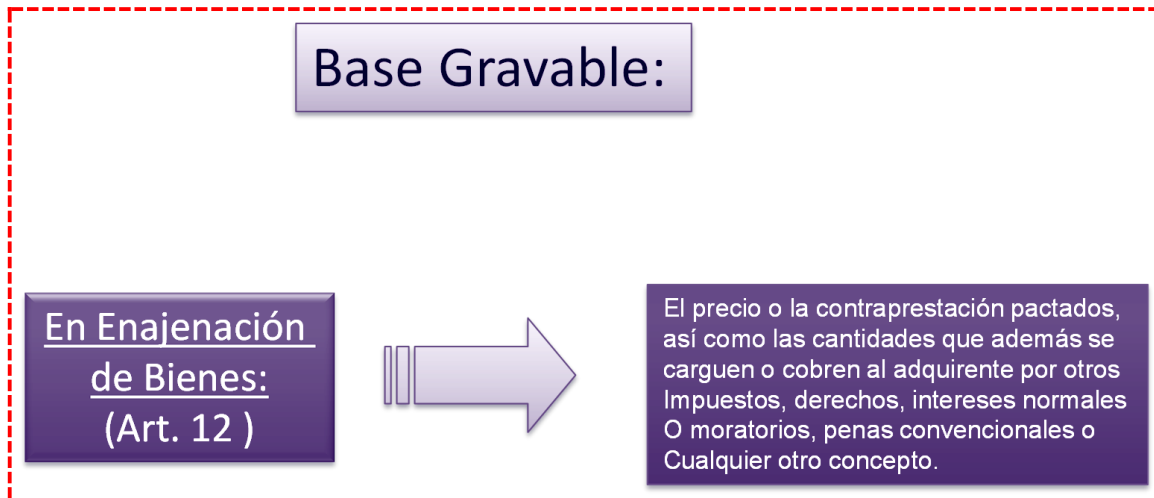 Base Gravable:
En Enajenación
de Bienes:
(Art. 12 )
El precio o la contraprestación pactados,
así como las cantidades que además se
carguen o cobren al adquirente por otros
Impuestos, derechos, intereses normales
O moratorios, penas convencionales o
Cualquier otro concepto.